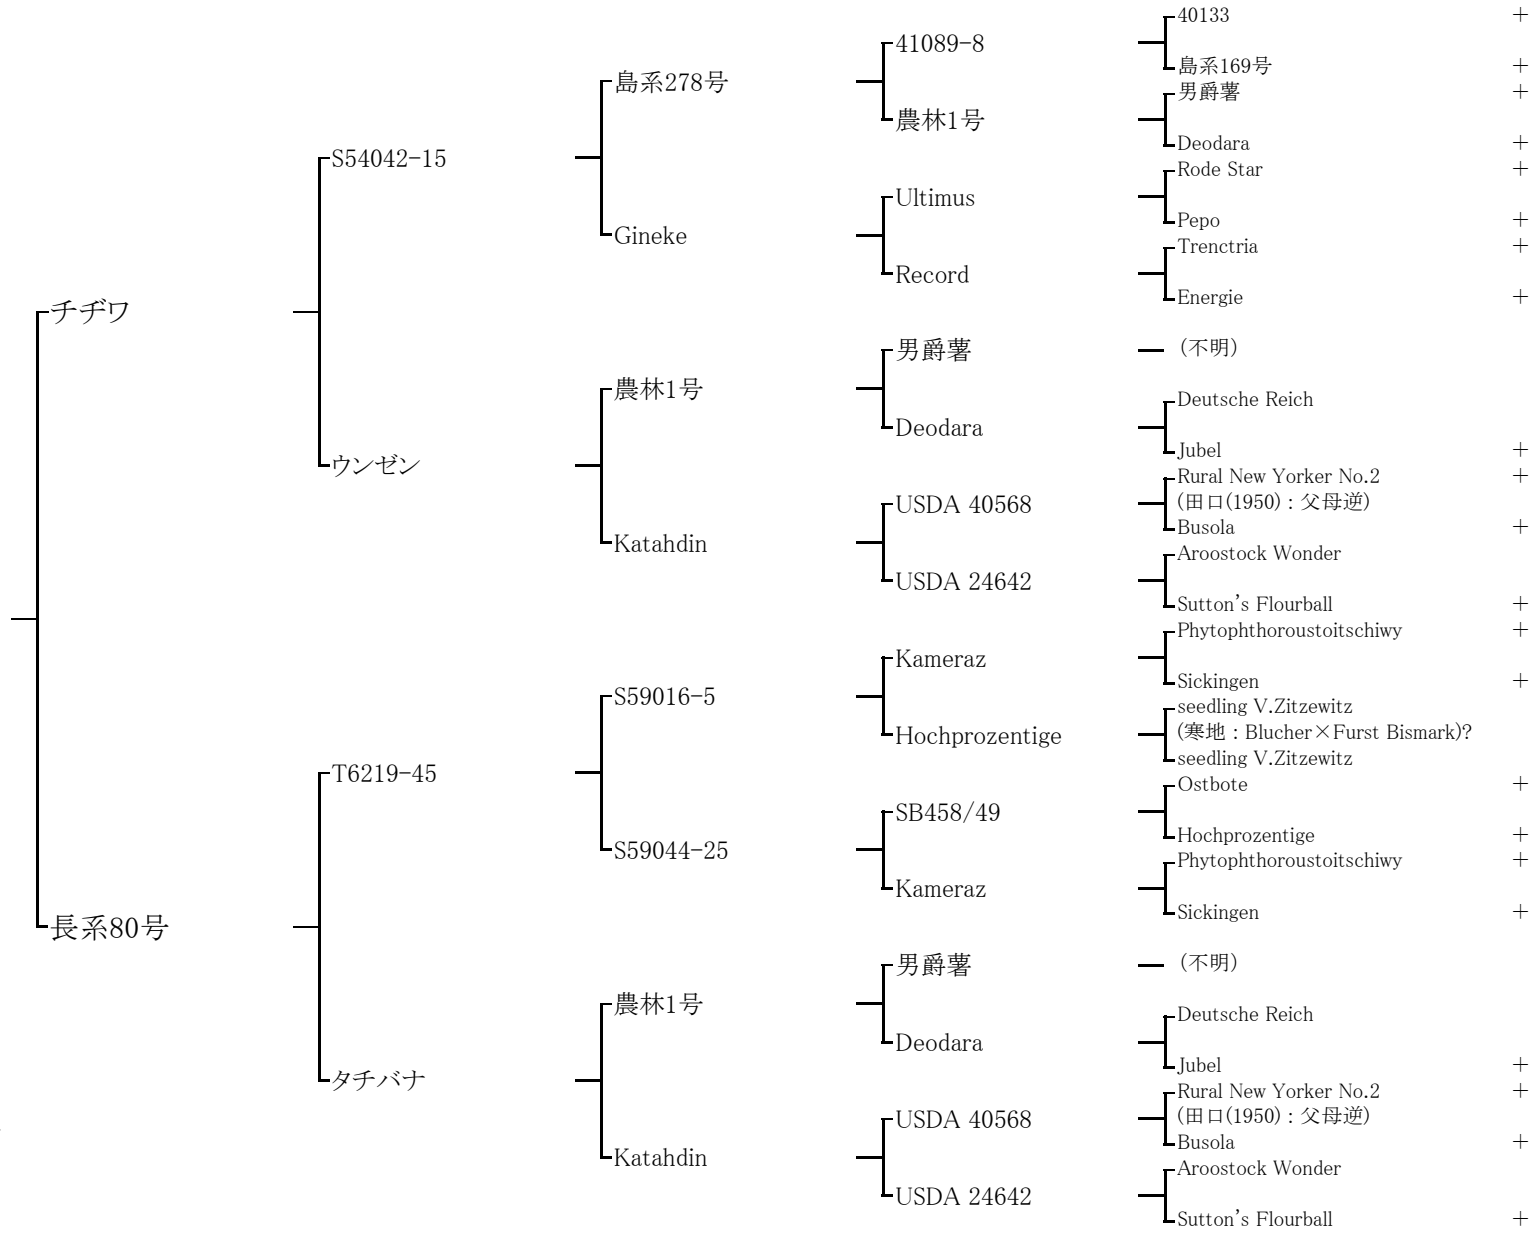 40133 +
41089-8
島系169号 +
島系278号
男爵薯 +
農林1号
Deodara +
S54042-15
Rode Star +
Ultimus
Pepo +
Gineke
Trenctria +
Record
Energie +
チヂワ
男爵薯
(不明)
農林1号
Deutsche Reich
Deodara
Jubel +
ウンゼン
Rural New Yorker No.2 +
USDA 40568
(田口(1950) : 父母逆)
Busola +
Katahdin
Aroostock Wonder
USDA 24642
Sutton's Flourball +
Phytophthoroustoitschiwy +
Kameraz
Sickingen +
S59016-5
seedling V.Zitzewitz
Hochprozentige
(寒地 : Blucher×Furst Bismark)?
seedling V.Zitzewitz
T6219-45
Ostbote +
SB458/49
Hochprozentige +
S59044-25
Phytophthoroustoitschiwy +
Kameraz
Sickingen +
長系80号
男爵薯
(不明)
農林1号
Deutsche Reich
Deodara
Jubel +
タチバナ
Rural New Yorker No.2 +
USDA 40568
(田口(1950) : 父母逆)
Busola +
Katahdin
Aroostock Wonder
USDA 24642
Sutton's Flourball +